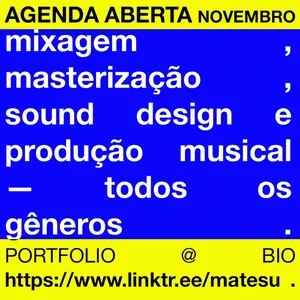 AGENDA ABERTA NOVEMBRO
mixagem ,
masterização ,
sound design e
produção musical
— todos os
gêneros .
PORTFOLIO @ BIO
https://www.linktr.ee/matesu .